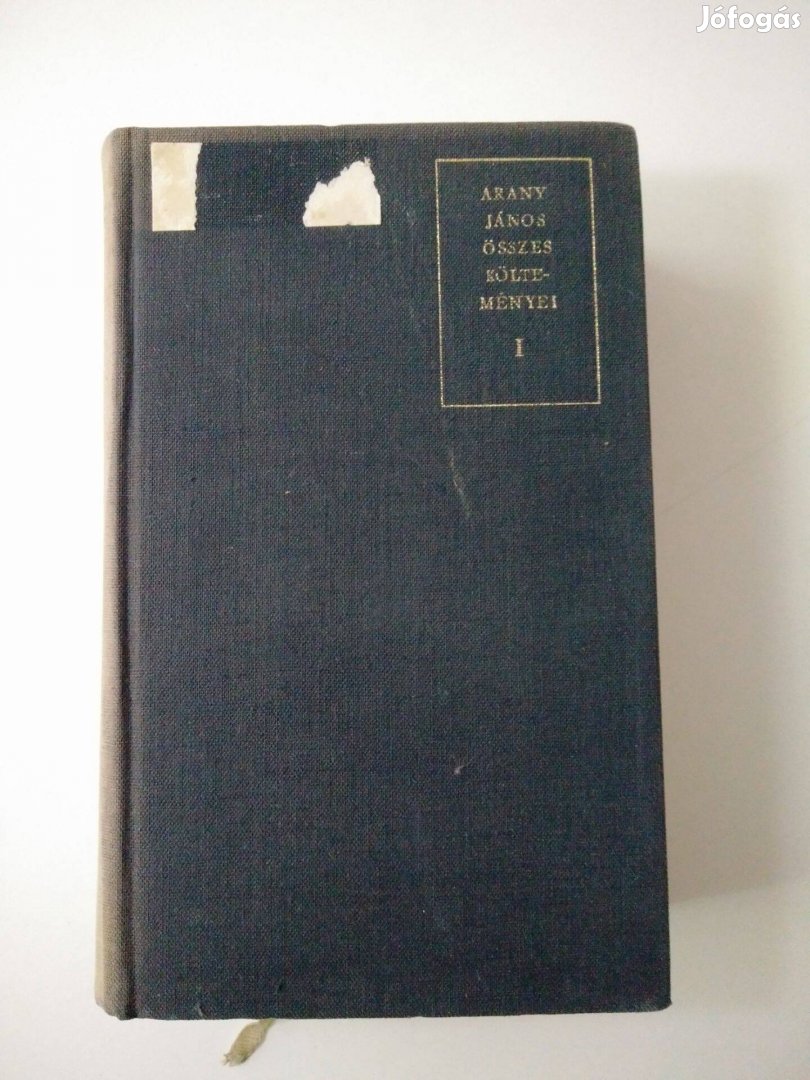 Jófogás
ARANY
JÁNOS
ÖSSZES
KÖLTE-
MÉNYEI
I